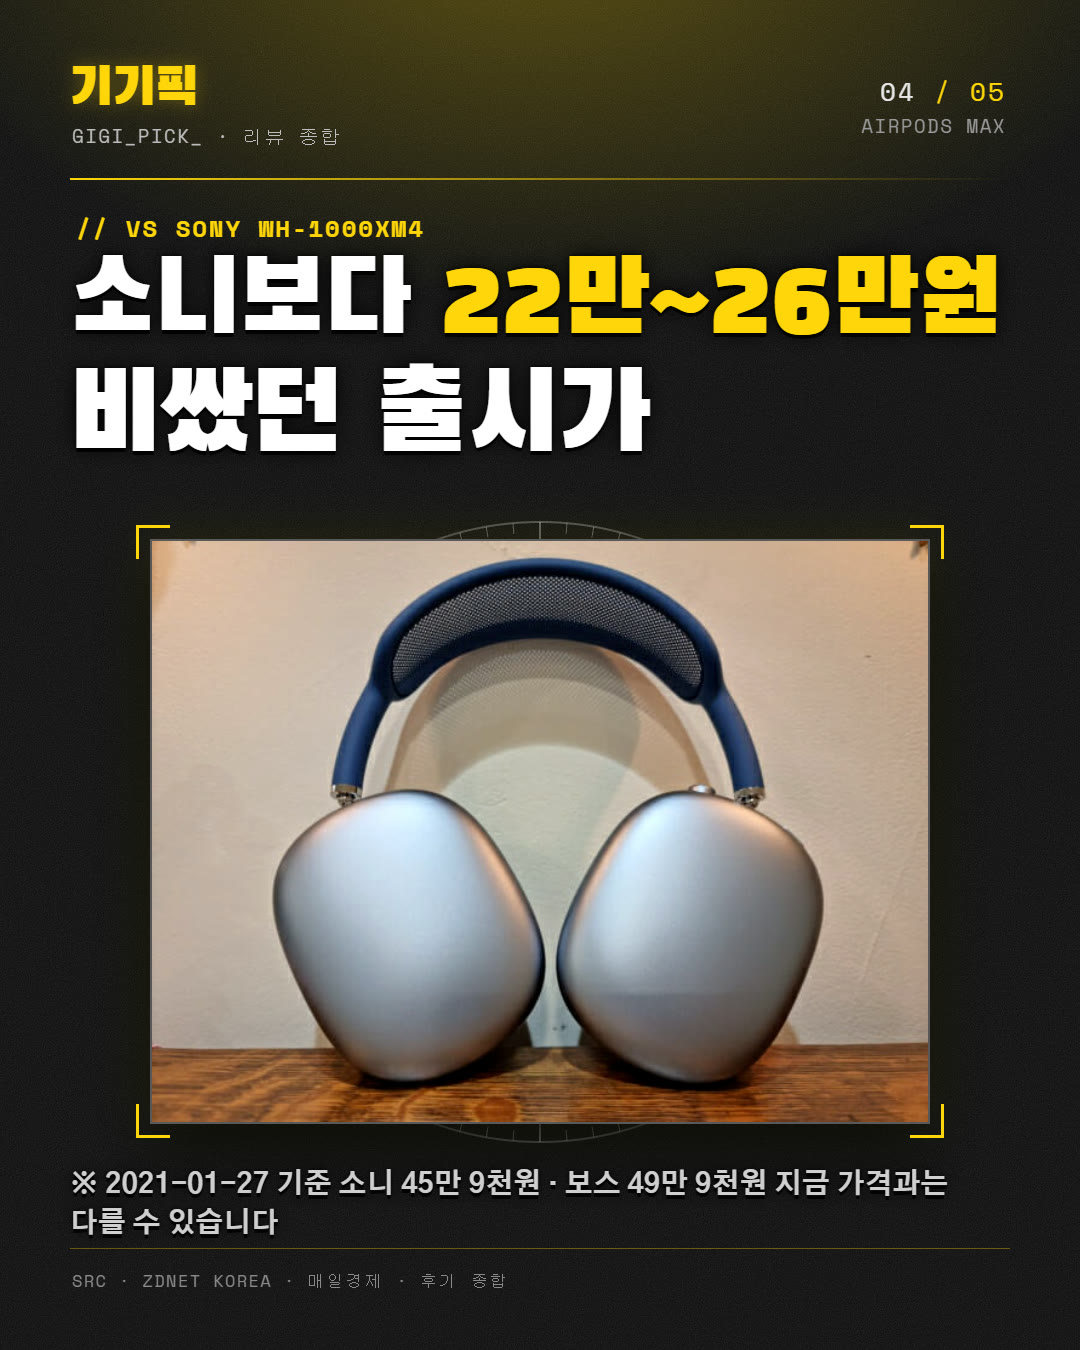 기기픽
GIGI_PICK_ · 리뷰 종합
04 / 05
AIRPODS MAX
// VS SONY WH-1000XM4
소니보다 22만~26만원
비쌌던 출시가
※ 2021-01-27 기준 소니 45만 9천원 · 보스 49만 9천원 지금 가격과는
다를 수 있습니다
SRC · ZDNET KOREA · 매일경제 · 후기 종합